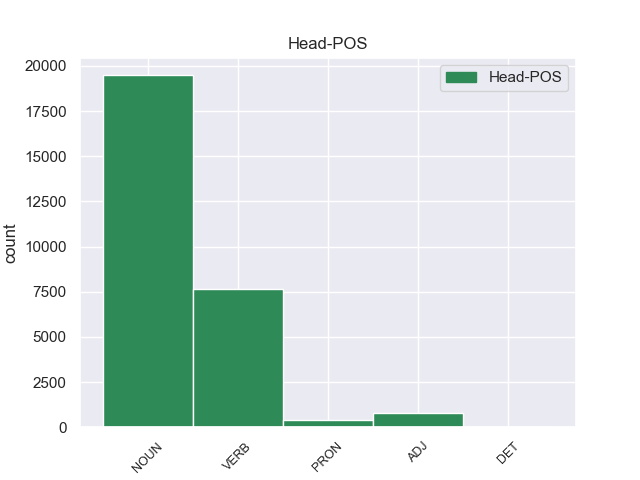 Head-POS
Head-POS
20000
17500
15000
12500
10000
7500
5000
2500
0
count
NOUN
VERB
PRON
ADJ
DET